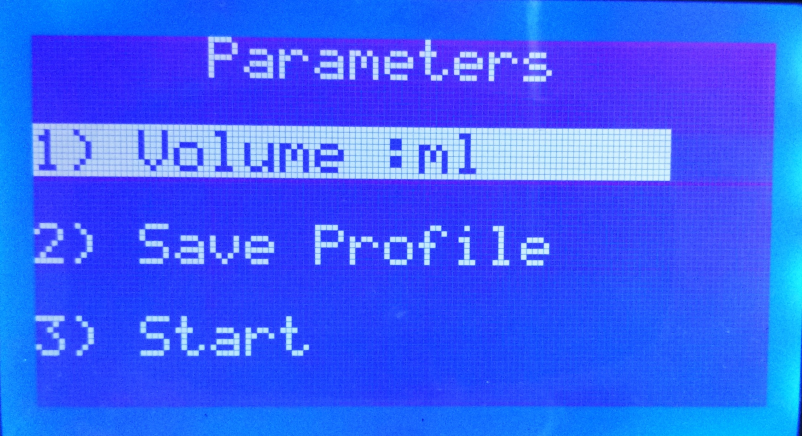 Parameters
1) Volume :ml
2) Save Profile
3) Start